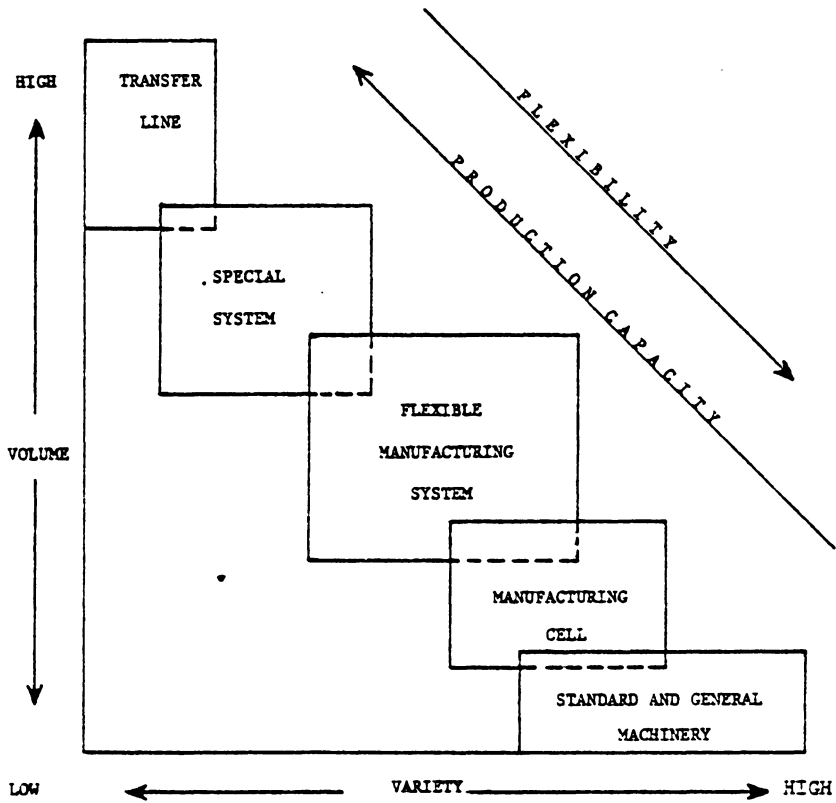 HIGH
TRANSFER
LINE
FLEXIBILITY
PRODUCTION CAPACITY
SPECIAL
SYSTEM
FLEXIBLE
MANUFACTURING
SYSTEM
VOLUME
MANUFACTURING
CELL
STANDARD AND GENERAL
MACHINERY
LOW
VARIETY
HIGH